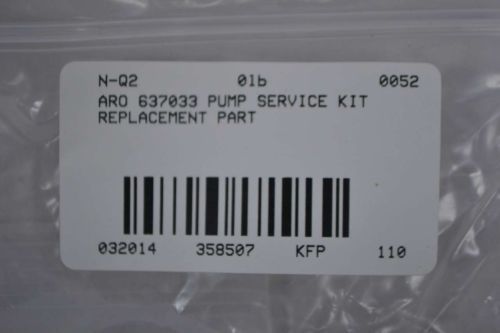 N-Q2 01b 0052
ARO 637033 PUMP SERVICE KIT
REPLACEMENT PART
032014 358507 KFP 110